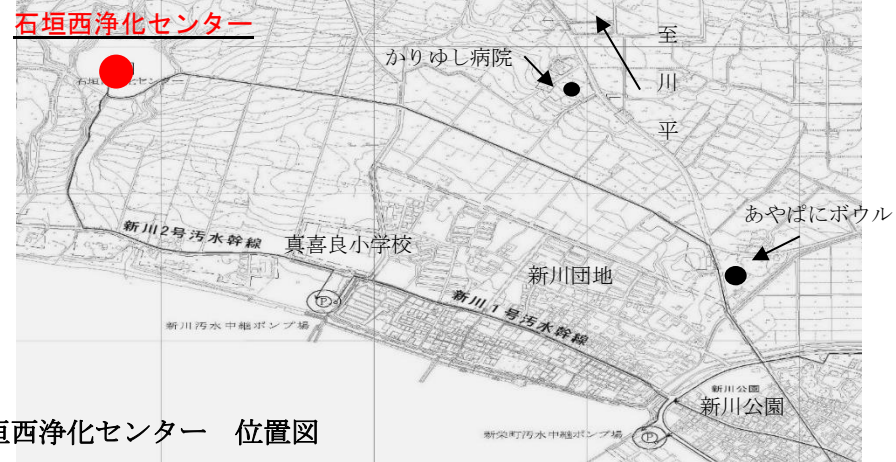 石垣西浄化センター
かりゆし病院
至川平
あやぱにボウル
新川2号汚水幹線
真喜良小学校
新川団地
新川1号汚水幹線
新川汚水中継ポンプ場
P
新川公園
新川公園
新栄町汚水中継ポンプ場
P
垣西浄化センター　位置図